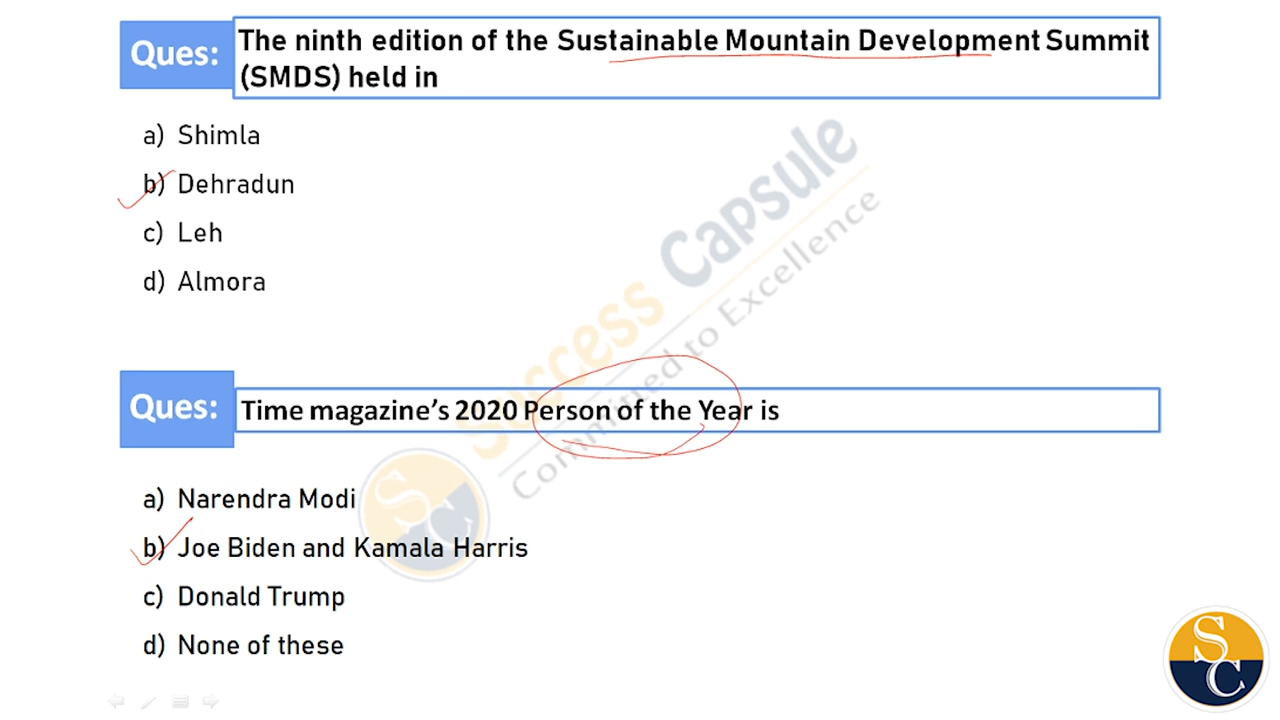 Ques:
The ninth edition of the Sustainable Mountain Development Summit
(SMDS) held in
a) Shimla
b) Dehradun
c) Leh
d) Almora
Success Capsule
Committed to Excellence
Ques:
Time magazine's 2020 Person of the Year is
a) Narendra Modi
b) Joe Biden and Kamala Harris
c) Donald Trump
d) None of these
SC
SC